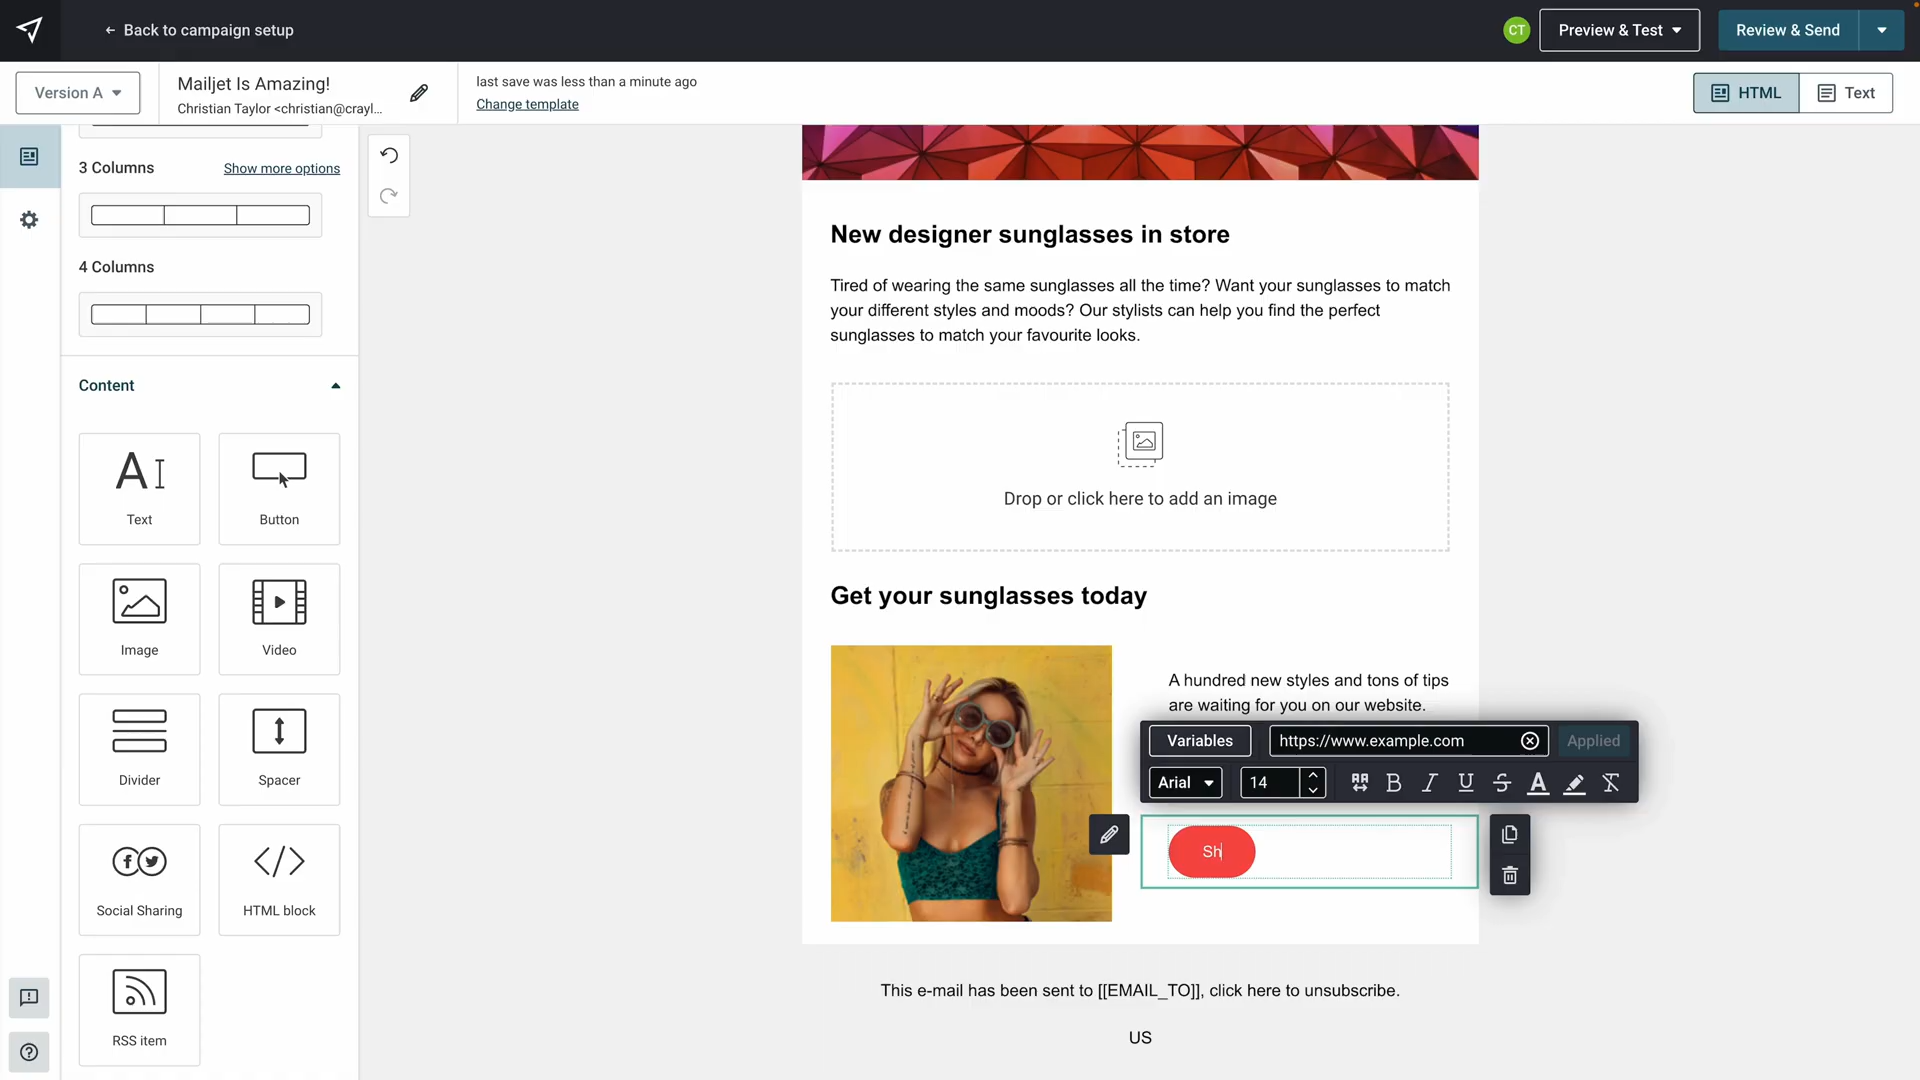 ← Back to campaign setup
CT
Preview & Test
Review & Send
Version A
Mailjet Is Amazing!
Christian Taylor <christian@crayl...
last save was less than a minute ago
Change template
HTML
Text
3 Columns
Show more options
4 Columns
Content
Text
Button
Image
Video
Divider
Spacer
Social Sharing
HTML block
RSS item
New designer sunglasses in store
Tired of wearing the same sunglasses all the time? Want your sunglasses to match
your different styles and moods? Our stylists can help you find the perfect
sunglasses to match your favourite looks.
Drop or click here to add an image
Get your sunglasses today
A hundred new styles and tons of tips
are waiting for you on our website.
Variables
https://www.example.com
Applied
Arial
14
Sh
This e-mail has been sent to [[EMAIL_TO]], click here to unsubscribe.
US